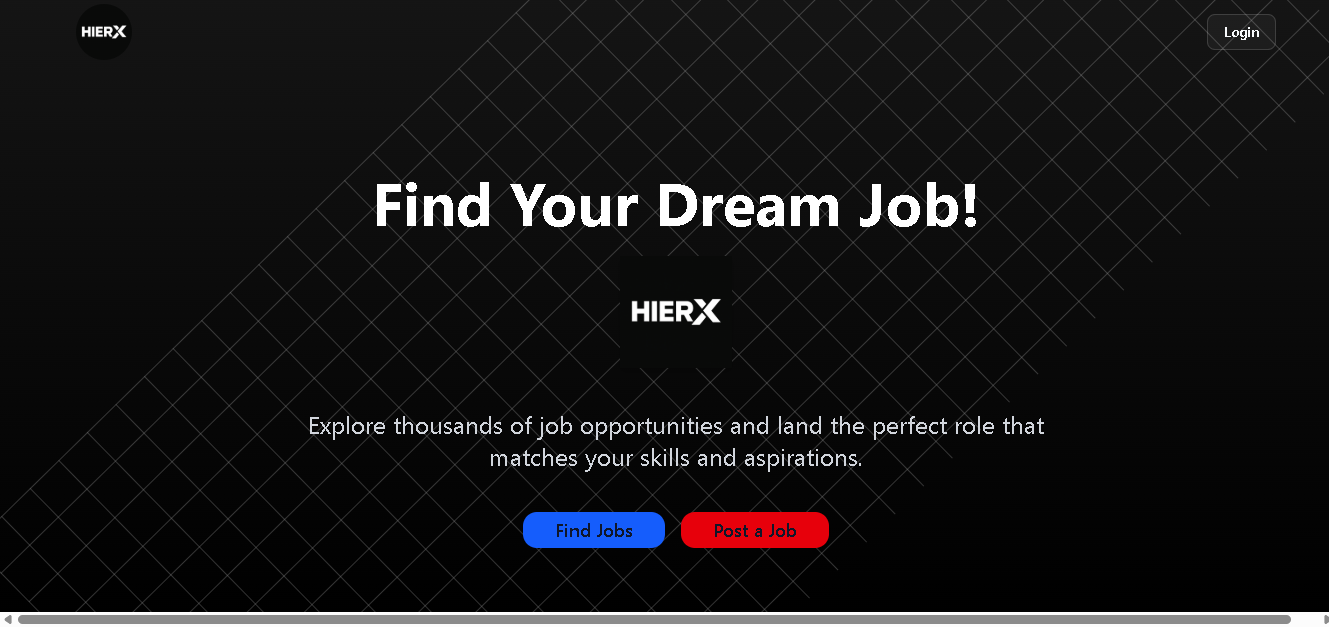 HIERX
Login
Find Your Dream Job!
HIERX
Explore thousands of job opportunities and land the perfect role that
matches your skills and aspirations.
Find Jobs
Post a Job